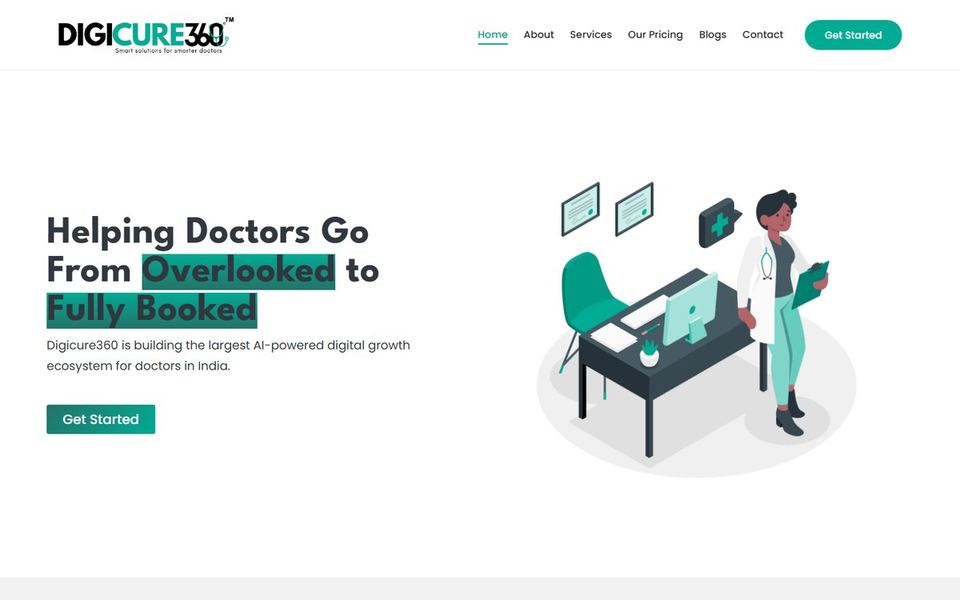 DIGICURE360 TM
Smart solutions for smarter doctors
Home About Services Our Pricing Blogs Contact Get Started
Helping Doctors Go
From Overlooked to
Fully Booked
Digicure360 is building the largest AI-powered digital growth
ecosystem for doctors in India.
Get Started